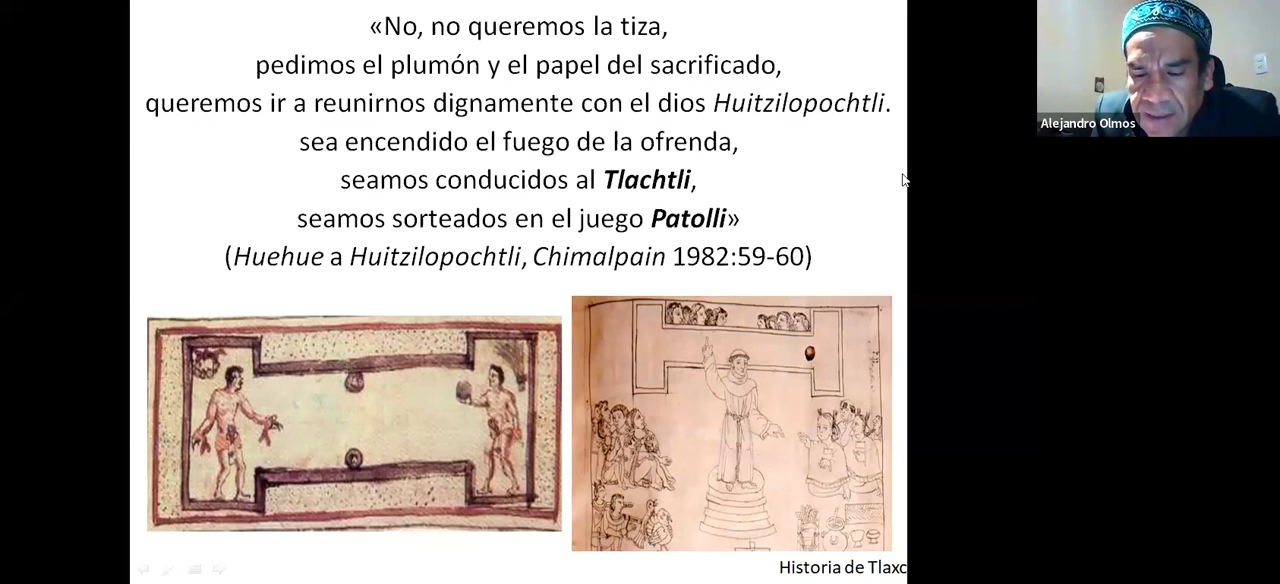 «No, no queremos la tiza,
pedimos el plumón y el papel del sacrificado,
queremos ir a reunirnos dignamente con el dios Huitzilopochtli.
sea encendido el fuego de la ofrenda,
seamos conducidos al Tlachtli,
seamos sorteados en el juego Patolli»
(Huehue a Huitzilopochtli, Chimalpain 1982:59-60)
Historia de Tlaxc
Alejandro Olmos